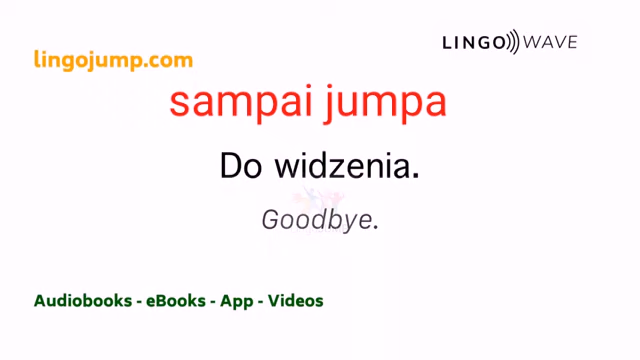 lingojump.com
LINGO WAVE
sampai jumpa
Do widzenia.
Goodbye.
Audiobooks - eBooks - App - Videos